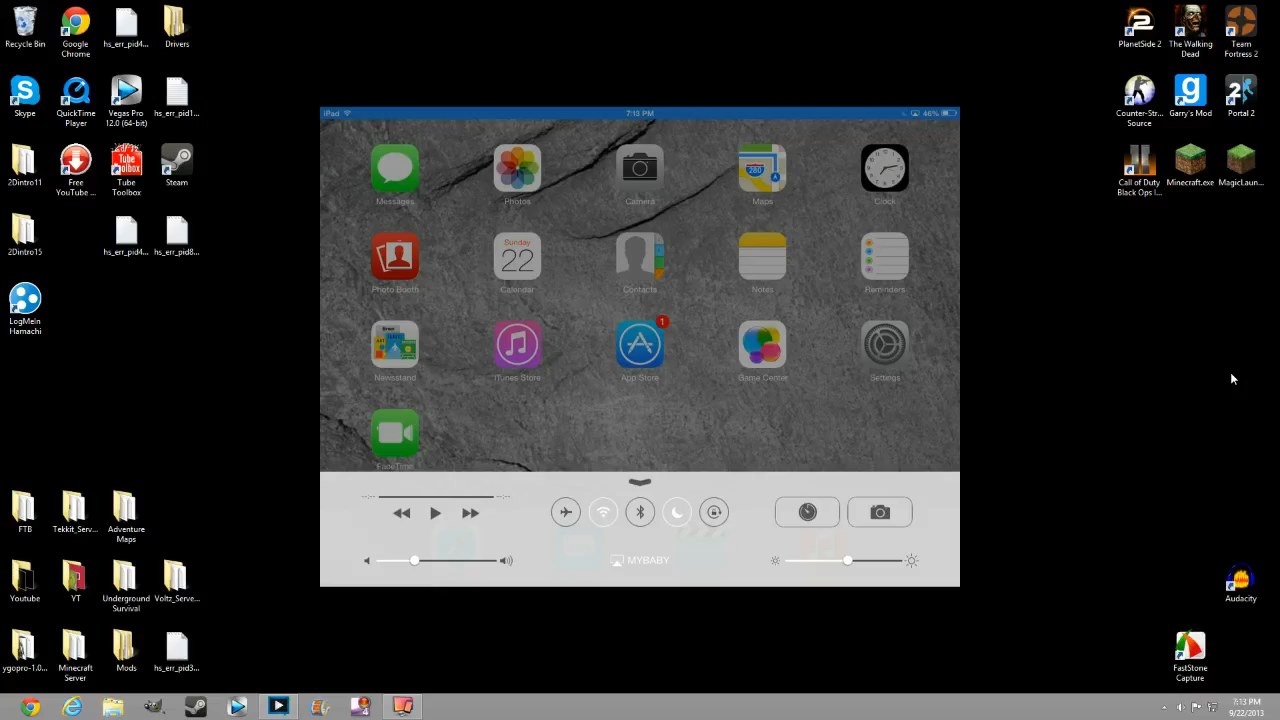 Recycle Bin
Google Chrome
hs_err_pid4...
Drivers
PlanetSide 2
The Walking Dead
Team Fortress 2
Skype
QuickTime Player
Vegas Pro 12.0 (64-bit)
hs_err_pid1...
Counter-Str... Source
Garry's Mod
Portal 2
2Dintro11
Free YouTube ...
Tube Toolbox
Steam
Call of Duty Black Ops I...
Minecraft.exe
MagicLaun...
2Dintro15
hs_err_pid4...
hs_err_pid8...
LogMeIn Hamachi
iPad
7:13 PM
46%
Messages
Photos
Camera
Maps
280
Clock
Photo Booth
Sunday
22
Calendar
Contacts
Notes
Reminders
Newsstand
iTunes Store
1
App Store
Game Center
Settings
FaceTime
--:--
--:--
MYBABY
FTB
Tekkit_Serv...
Adventure Maps
Youtube
YT
Underground Survival
Voltz_Serve...
Audacity
ygopro-1.0...
Minecraft Server
Mods
hs_err_pid3...
FastStone Capture
7:13 PM
9/22/2013